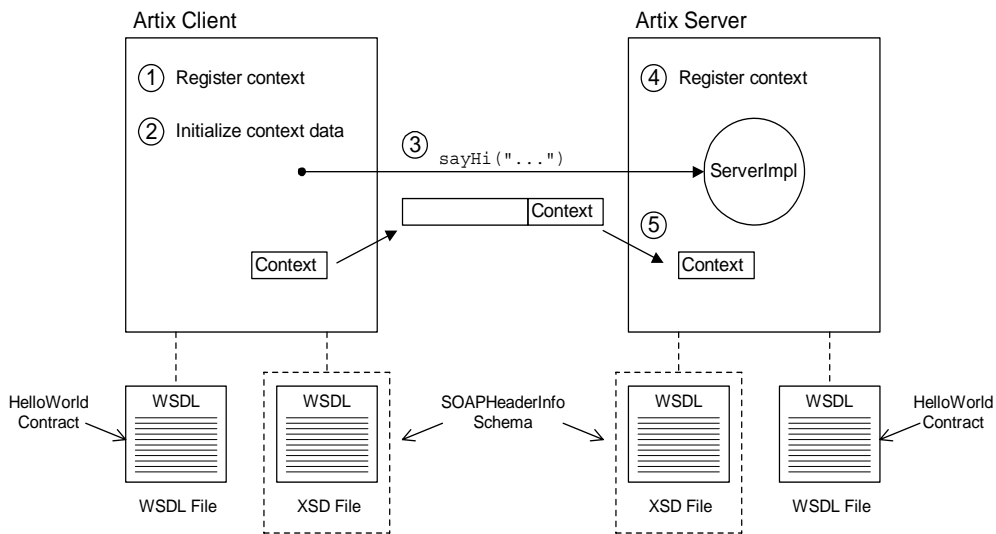 Artix Client
Artix Server
1 Register context
4 Register context
2 Initialize context data
3
sayHi("...")
ServerImpl
Context
5
Context
Context
HelloWorld
Contract
WSDL
WSDL
SOAPHeaderInfo
Schema
WSDL
WSDL
HelloWorld
Contract
WSDL File
XSD File
XSD File
WSDL File